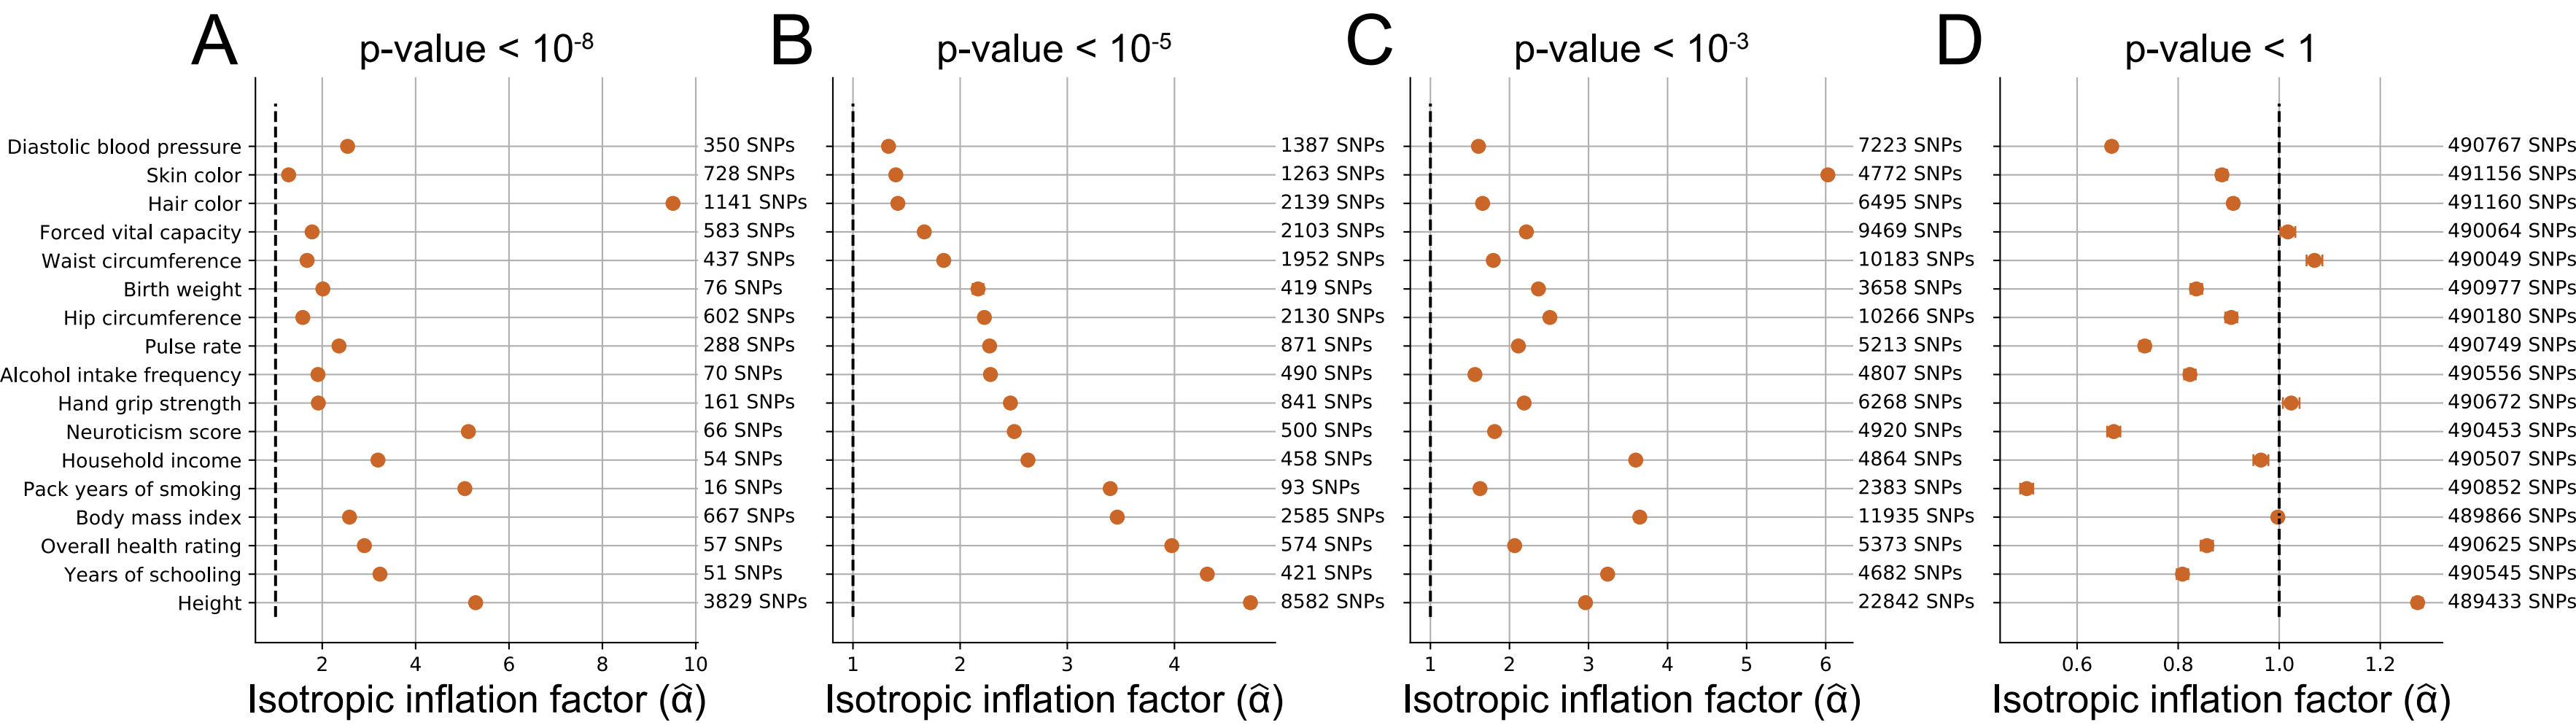 A
p-value < 10⁻⁸
Diastolic blood pressure
Skin color
Hair color
Forced vital capacity
Waist circumference
Birth weight
Hip circumference
Pulse rate
Alcohol intake frequency
Hand grip strength
Neuroticism score
Household income
Pack years of smoking
Body mass index
Overall health rating
Years of schooling
Height
350 SNPs
728 SNPs
1141 SNPs
583 SNPs
437 SNPs
76 SNPs
602 SNPs
288 SNPs
70 SNPs
161 SNPs
66 SNPs
54 SNPs
16 SNPs
667 SNPs
57 SNPs
51 SNPs
3829 SNPs
2 4 6 8 10
Isotropic inflation factor (α̂)
B
p-value < 10⁻⁵
1387 SNPs
1263 SNPs
2139 SNPs
2103 SNPs
1952 SNPs
419 SNPs
2130 SNPs
871 SNPs
490 SNPs
841 SNPs
500 SNPs
458 SNPs
93 SNPs
2585 SNPs
574 SNPs
421 SNPs
8582 SNPs
1 2 3 4
Isotropic inflation factor (α̂)
C
p-value < 10⁻³
7223 SNPs
4772 SNPs
6495 SNPs
9469 SNPs
10183 SNPs
3658 SNPs
10266 SNPs
5213 SNPs
4807 SNPs
6268 SNPs
4920 SNPs
4864 SNPs
2383 SNPs
11935 SNPs
5373 SNPs
4682 SNPs
22842 SNPs
1 2 3 4 5 6
Isotropic inflation factor (α̂)
D
p-value < 1
490767 SNPs
491156 SNPs
491160 SNPs
490064 SNPs
490049 SNPs
490977 SNPs
490180 SNPs
490749 SNPs
490556 SNPs
490672 SNPs
490453 SNPs
490507 SNPs
490852 SNPs
489866 SNPs
490625 SNPs
490545 SNPs
489433 SNPs
0.6 0.8 1.0 1.2
Isotropic inflation factor (α̂)